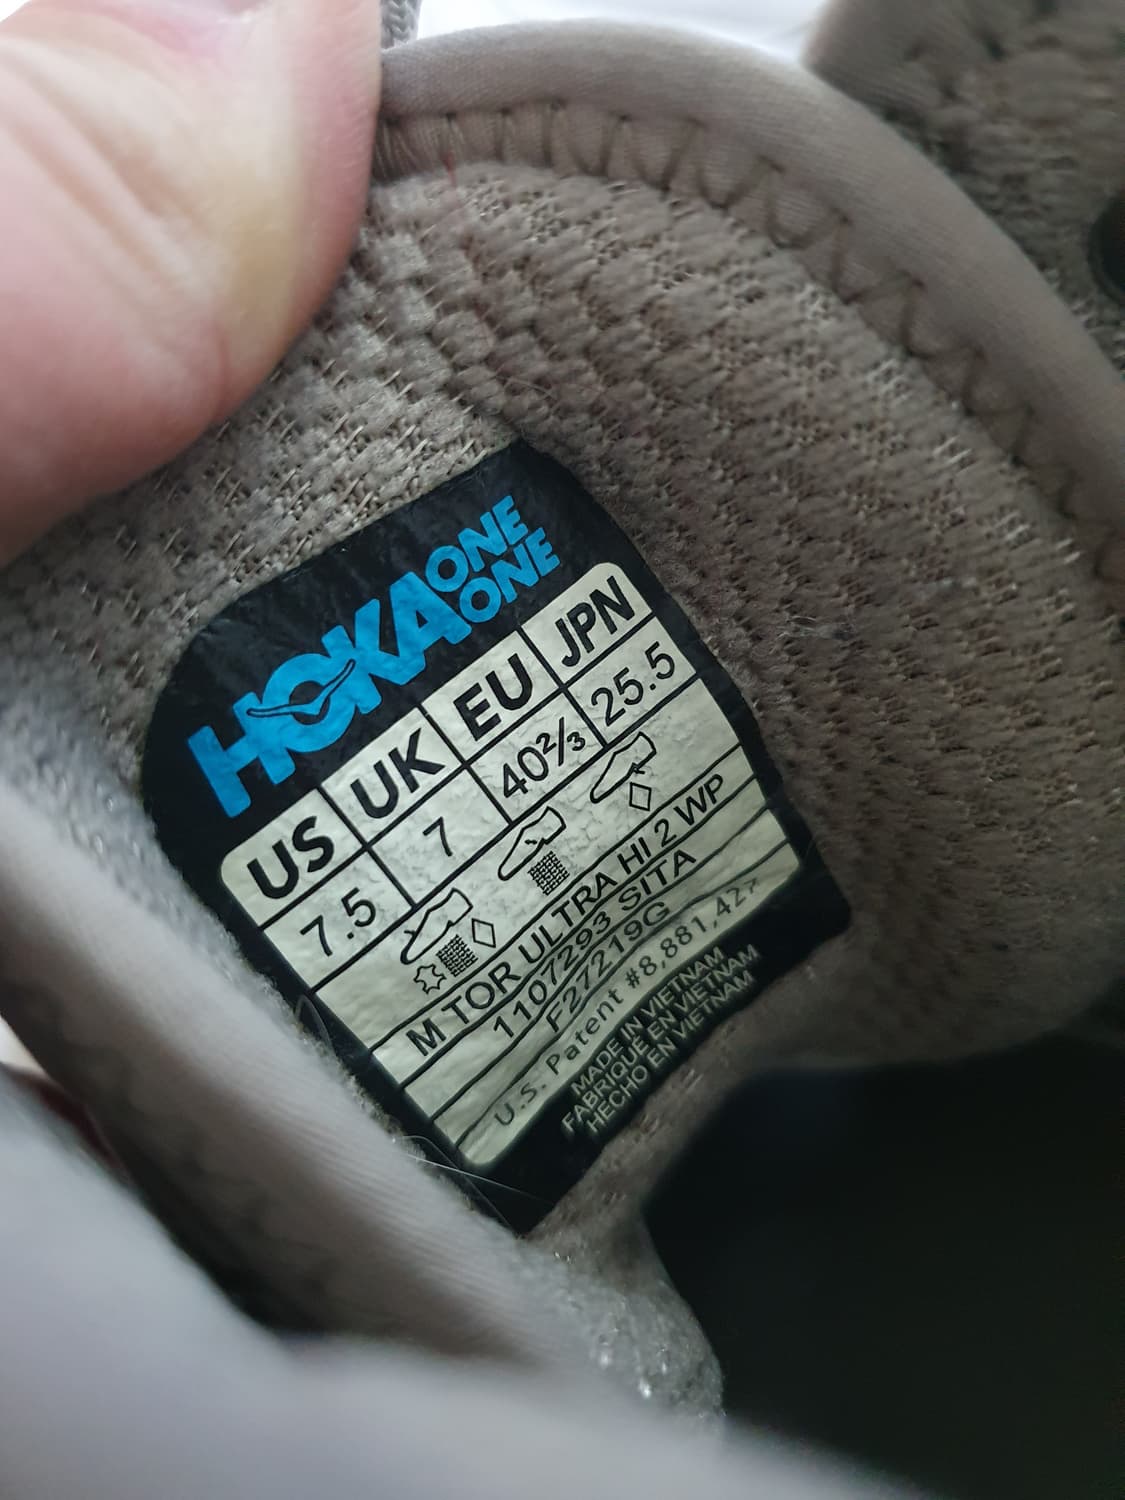 HOKA ONE ONE
US UK EU JPN
7.5 7 40⅔ 25.5
M TOR ULTRA HI 2 WP
1107293 SITA
F27219G
U.S. Patent #8,881,427
MADE IN VIETNAM
FABRIQUÉ EN VIETNAM
HECHO EN VIETNAM